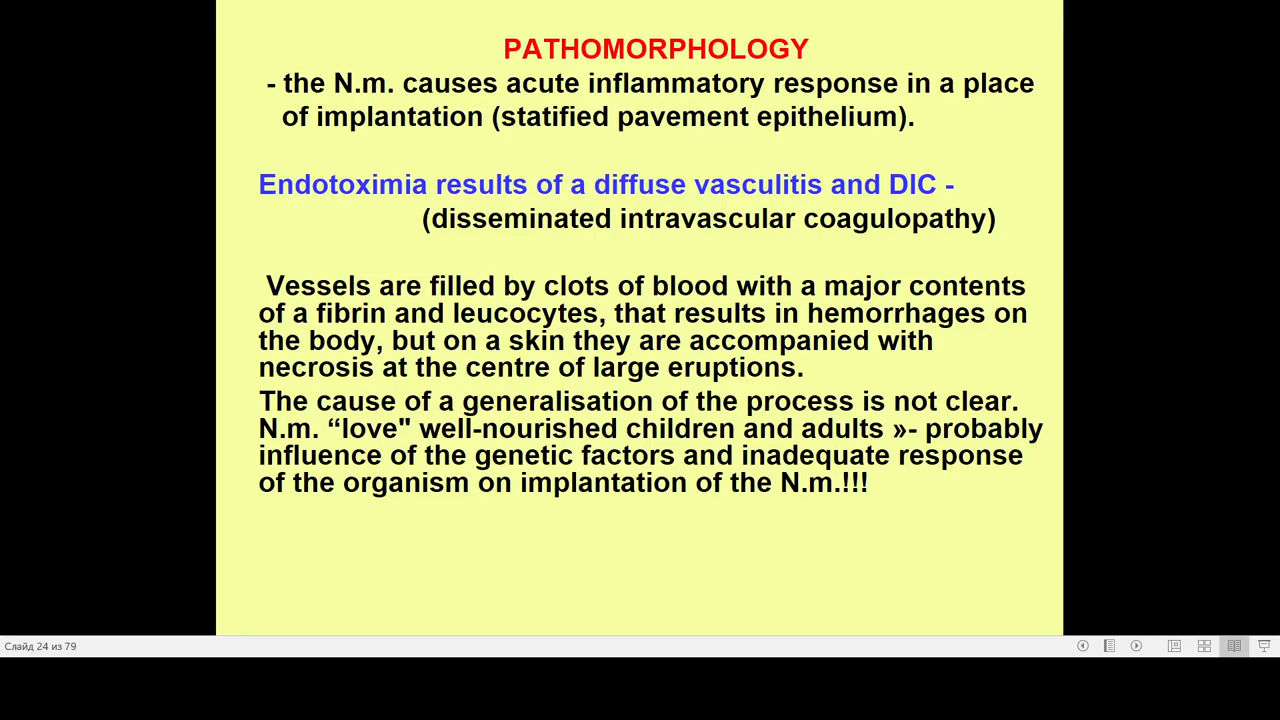 PATHOMORPHOLOGY
- the N.m. causes acute inflammatory response in a place
of implantation (statified pavement epithelium).
Endotoximia results of a diffuse vasculitis and DIC -
(disseminated intravascular coagulopathy)
Vessels are filled by clots of blood with a major contents
of a fibrin and leucocytes, that results in hemorrhages on
the body, but on a skin they are accompanied with
necrosis at the centre of large eruptions.
The cause of a generalisation of the process is not clear.
N.m. “love" well-nourished children and adults »- probably
influence of the genetic factors and inadequate response
of the organism on implantation of the N.m.!!!
Слайд 24 из 79